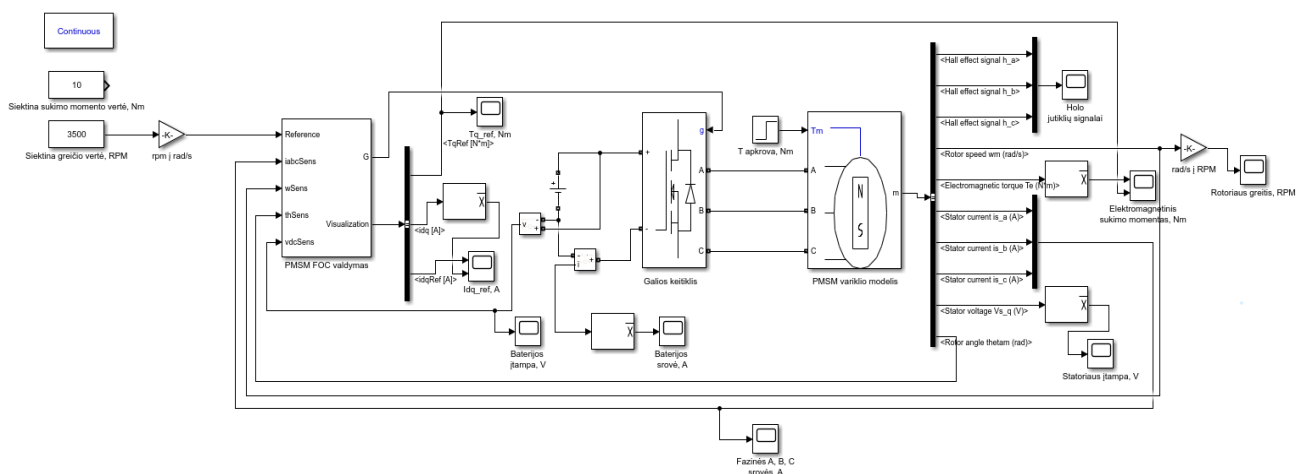 Continuous
10
Siektina sukimo momento vertė, Nm
3500
Siektina greičio vertė, RPM
-K-
rpm į rad/s
Reference
iabcSens
wSens
thSens
vdcSens
G
Visualization
PMSM FOC valdymas
Tq_ref, Nm
<TqRef [N*m]>
<idq [A]>
x
<idqRef [A]>
Idq_ref, A
Baterijos
įtampa, V
+
v
-
+
+
i
-
x
Baterijos
srovė, A
g
+
-
A
B
C
Galios keitiklis
T apkrova, Nm
Tm
A
B
C
m
N
S
PMSM variklio modelis
<Hall effect signal h_a>
<Hall effect signal h_b>
<Hall effect signal h_c>
Holo
jutiklių signalai
<Rotor speed wm (rad/s)>
-K-
rad/s į RPM
Rotoriaus greitis, RPM
<Electromagnetic torque Te (N*m)>
x
Elektromagnetinis
sukimo momentas, Nm
<Stator current is_a (A)>
<Stator current is_b (A)>
<Stator current is_c (A)>
<Stator voltage Vs_q (V)>
x
Statoriaus įtampa, V
<Rotor angle thetam (rad)>
Fazinės A, B, C
srovės, A